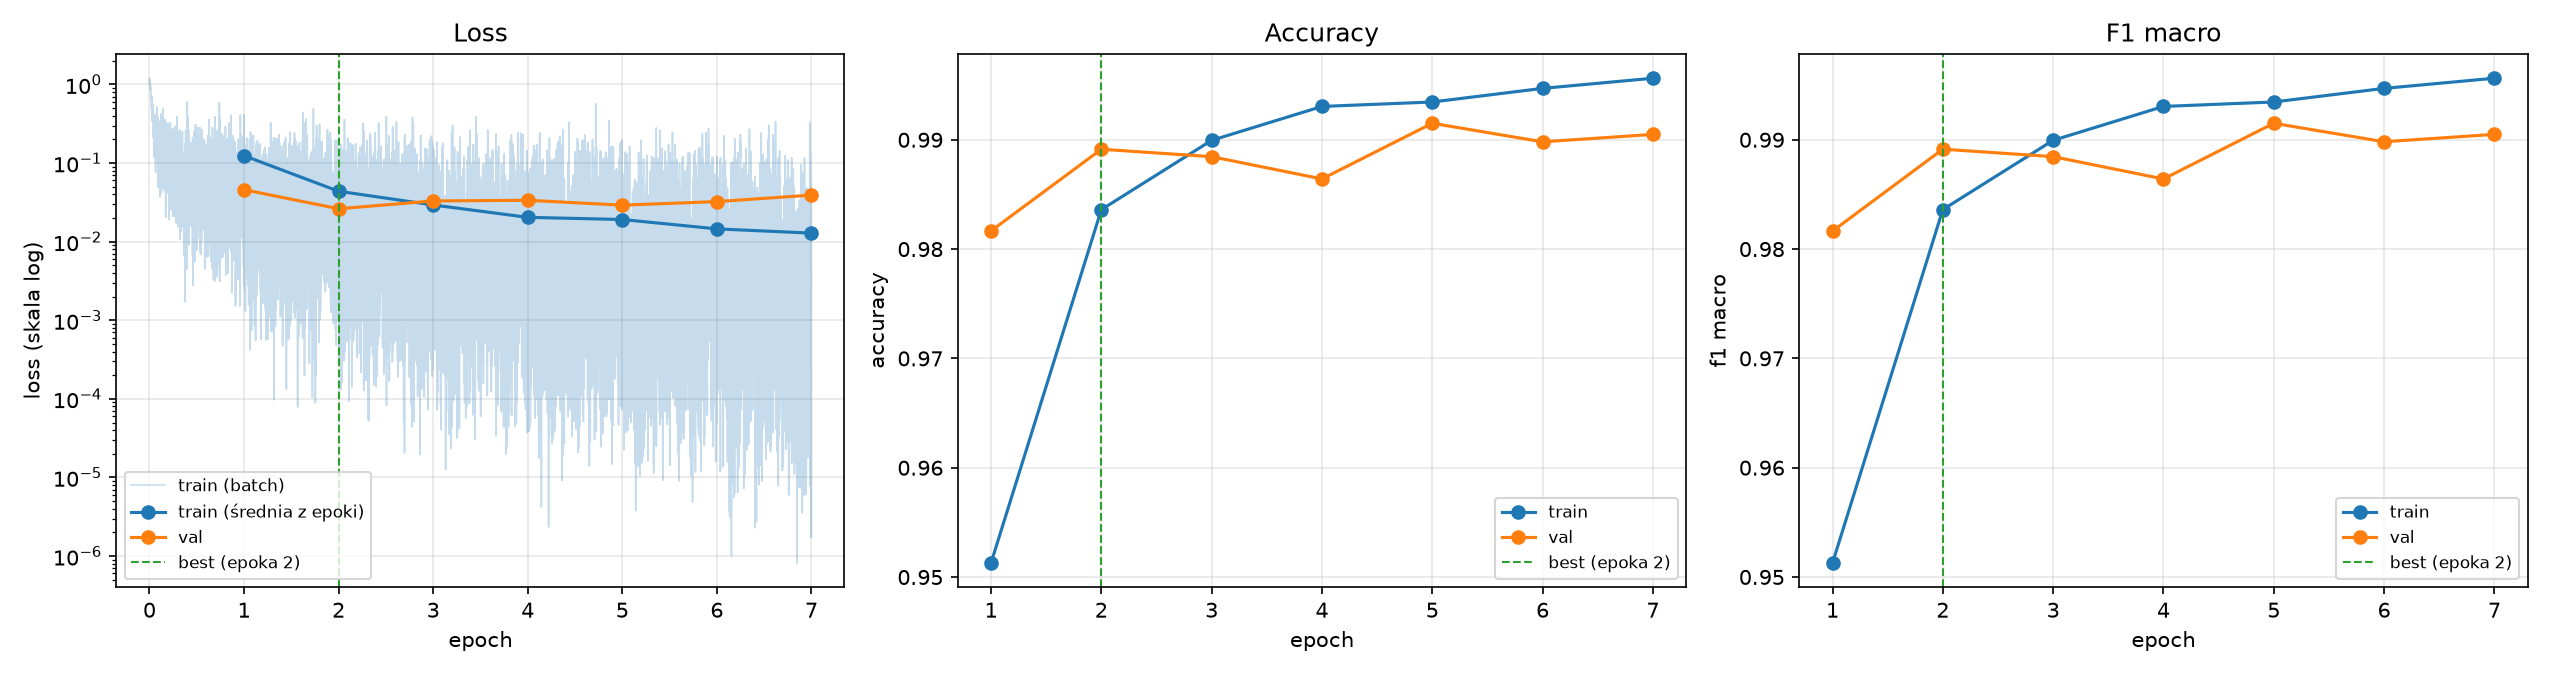 Loss
loss (skala log)
10⁰
10⁻¹
10⁻²
10⁻³
10⁻⁴
10⁻⁵
10⁻⁶
train (batch)
train (średnia z epoki)
val
best (epoka 2)
0 1 2 3 4 5 6 7
epoch
Accuracy
accuracy
0.99
0.98
0.97
0.96
0.95
train
val
best (epoka 2)
1 2 3 4 5 6 7
epoch
F1 macro
f1 macro
0.99
0.98
0.97
0.96
0.95
train
val
best (epoka 2)
1 2 3 4 5 6 7
epoch